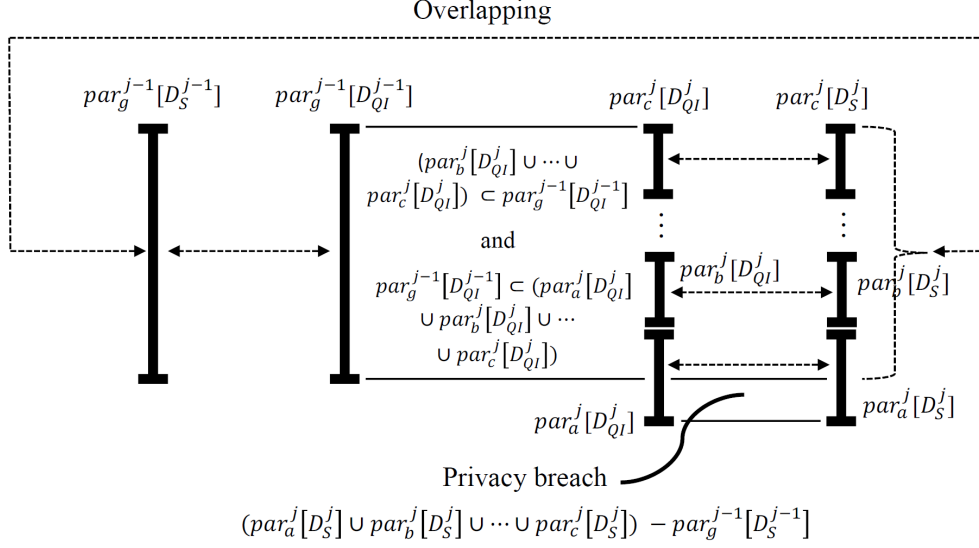 Overlapping
par_g^{j-1}[D_S^{j-1}] par_g^{j-1}[D_{QI}^{j-1}] par_c^j[D_{QI}^j] par_c^j[D_S^j]
(par_b^j[D_{QI}^j] ∪ ⋯ ∪
par_c^j[D_{QI}^j]) ⊂ par_g^{j-1}[D_{QI}^{j-1}]
and
par_g^{j-1}[D_{QI}^{j-1}] ⊂ (par_a^j[D_{QI}^j]
∪ par_b^j[D_{QI}^j] ∪ ⋯
∪ par_c^j[D_{QI}^j])
⋮ ⋮
par_b^j[D_{QI}^j] par_b^j[D_S^j]
par_a^j[D_{QI}^j] par_a^j[D_S^j]
Privacy breach
(par_a^j[D_S^j] ∪ par_b^j[D_S^j] ∪ ⋯ ∪ par_c^j[D_S^j]) − par_g^{j-1}[D_S^{j-1}]